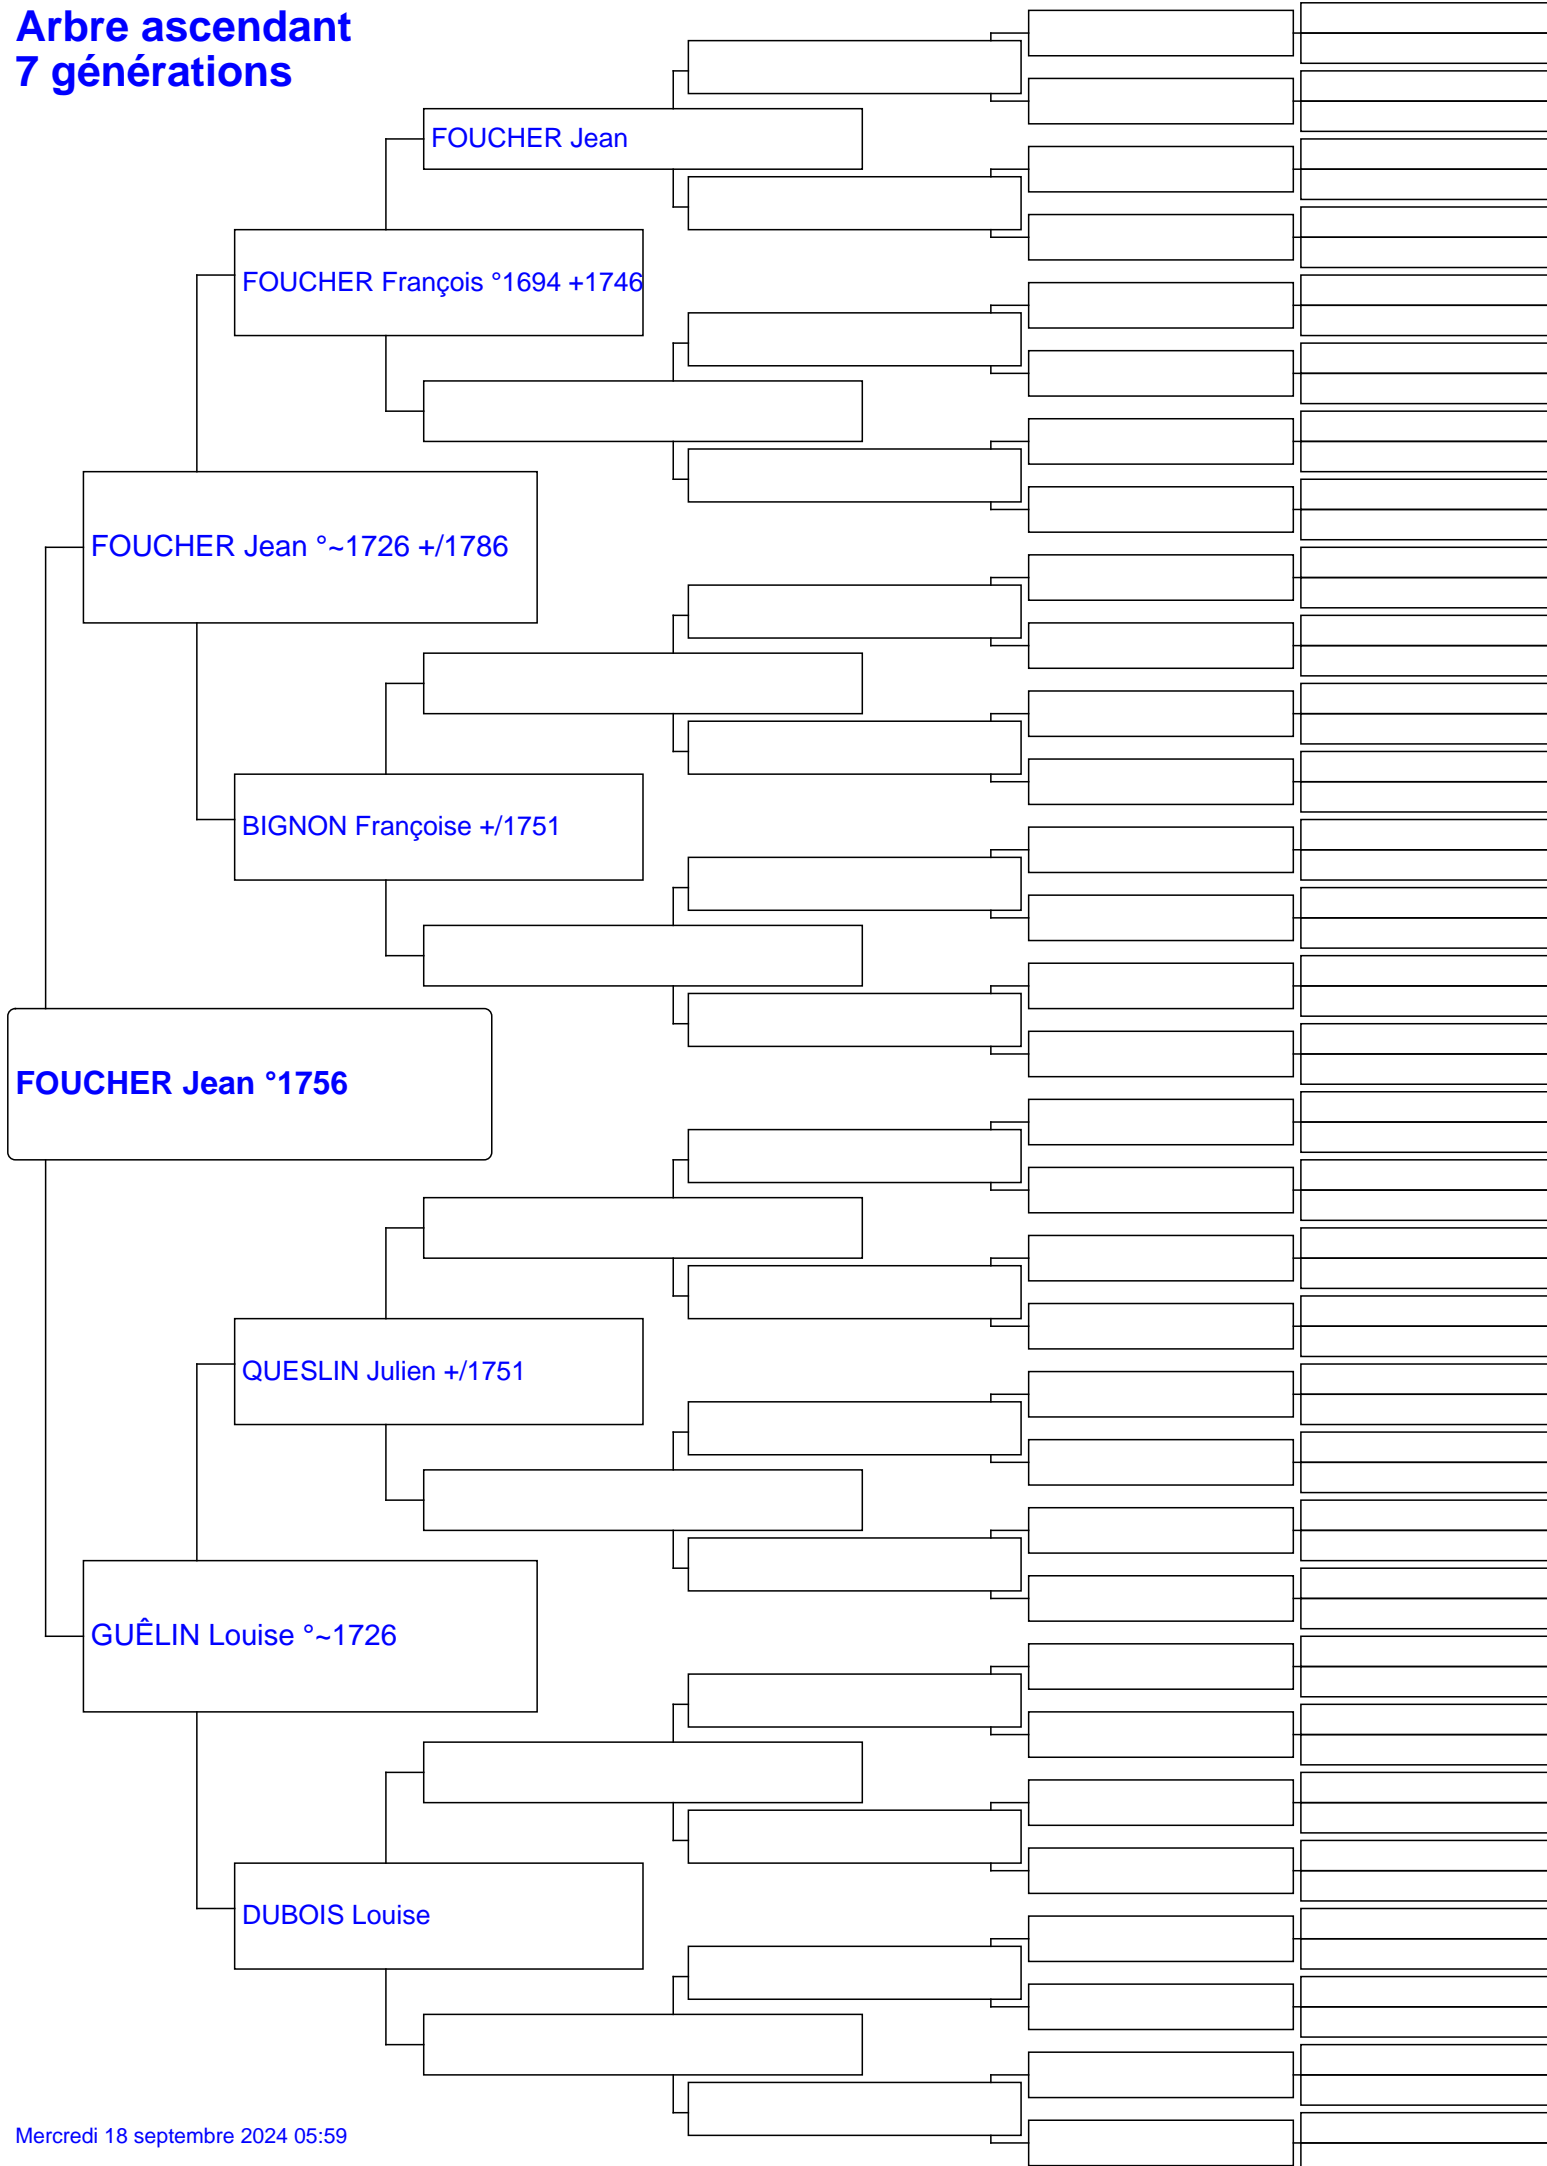 Arbre ascendant
7 générations
FOUCHER Jean
FOUCHER François °1694 +1746
FOUCHER Jean °~1726 +/1786
BIGNON Françoise +/1751
FOUCHER Jean °1756
QUESLIN Julien +/1751
GUÊLIN Louise °~1726
DUBOIS Louise
Mercredi 18 septembre 2024 05:59